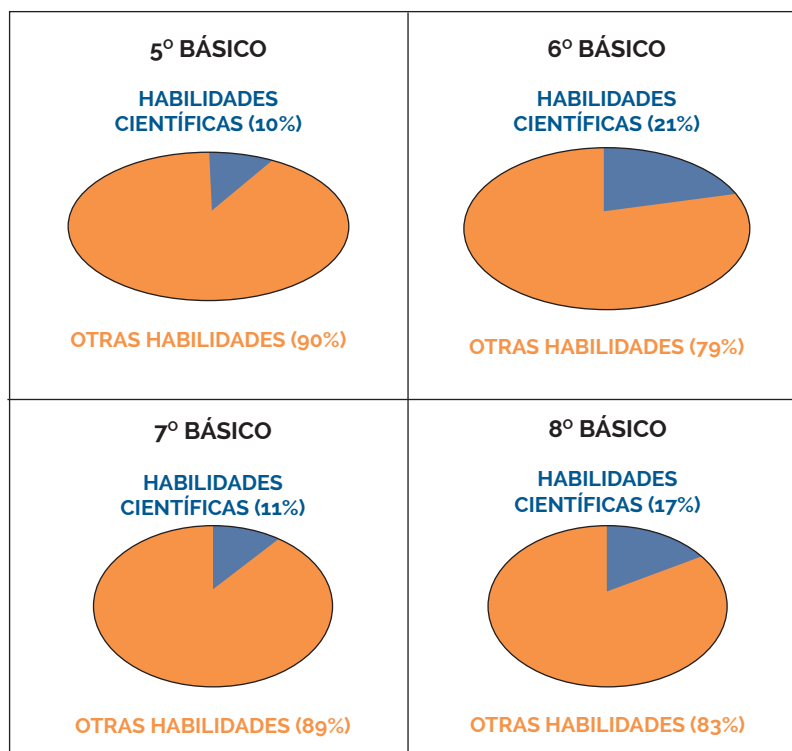 5º BÁSICO
HABILIDADES
CIENTÍFICAS (10%)
OTRAS HABILIDADES (90%)
6º BÁSICO
HABILIDADES
CIENTÍFICAS (21%)
OTRAS HABILIDADES (79%)
7º BÁSICO
HABILIDADES
CIENTÍFICAS (11%)
OTRAS HABILIDADES (89%)
8º BÁSICO
HABILIDADES
CIENTÍFICAS (17%)
OTRAS HABILIDADES (83%)